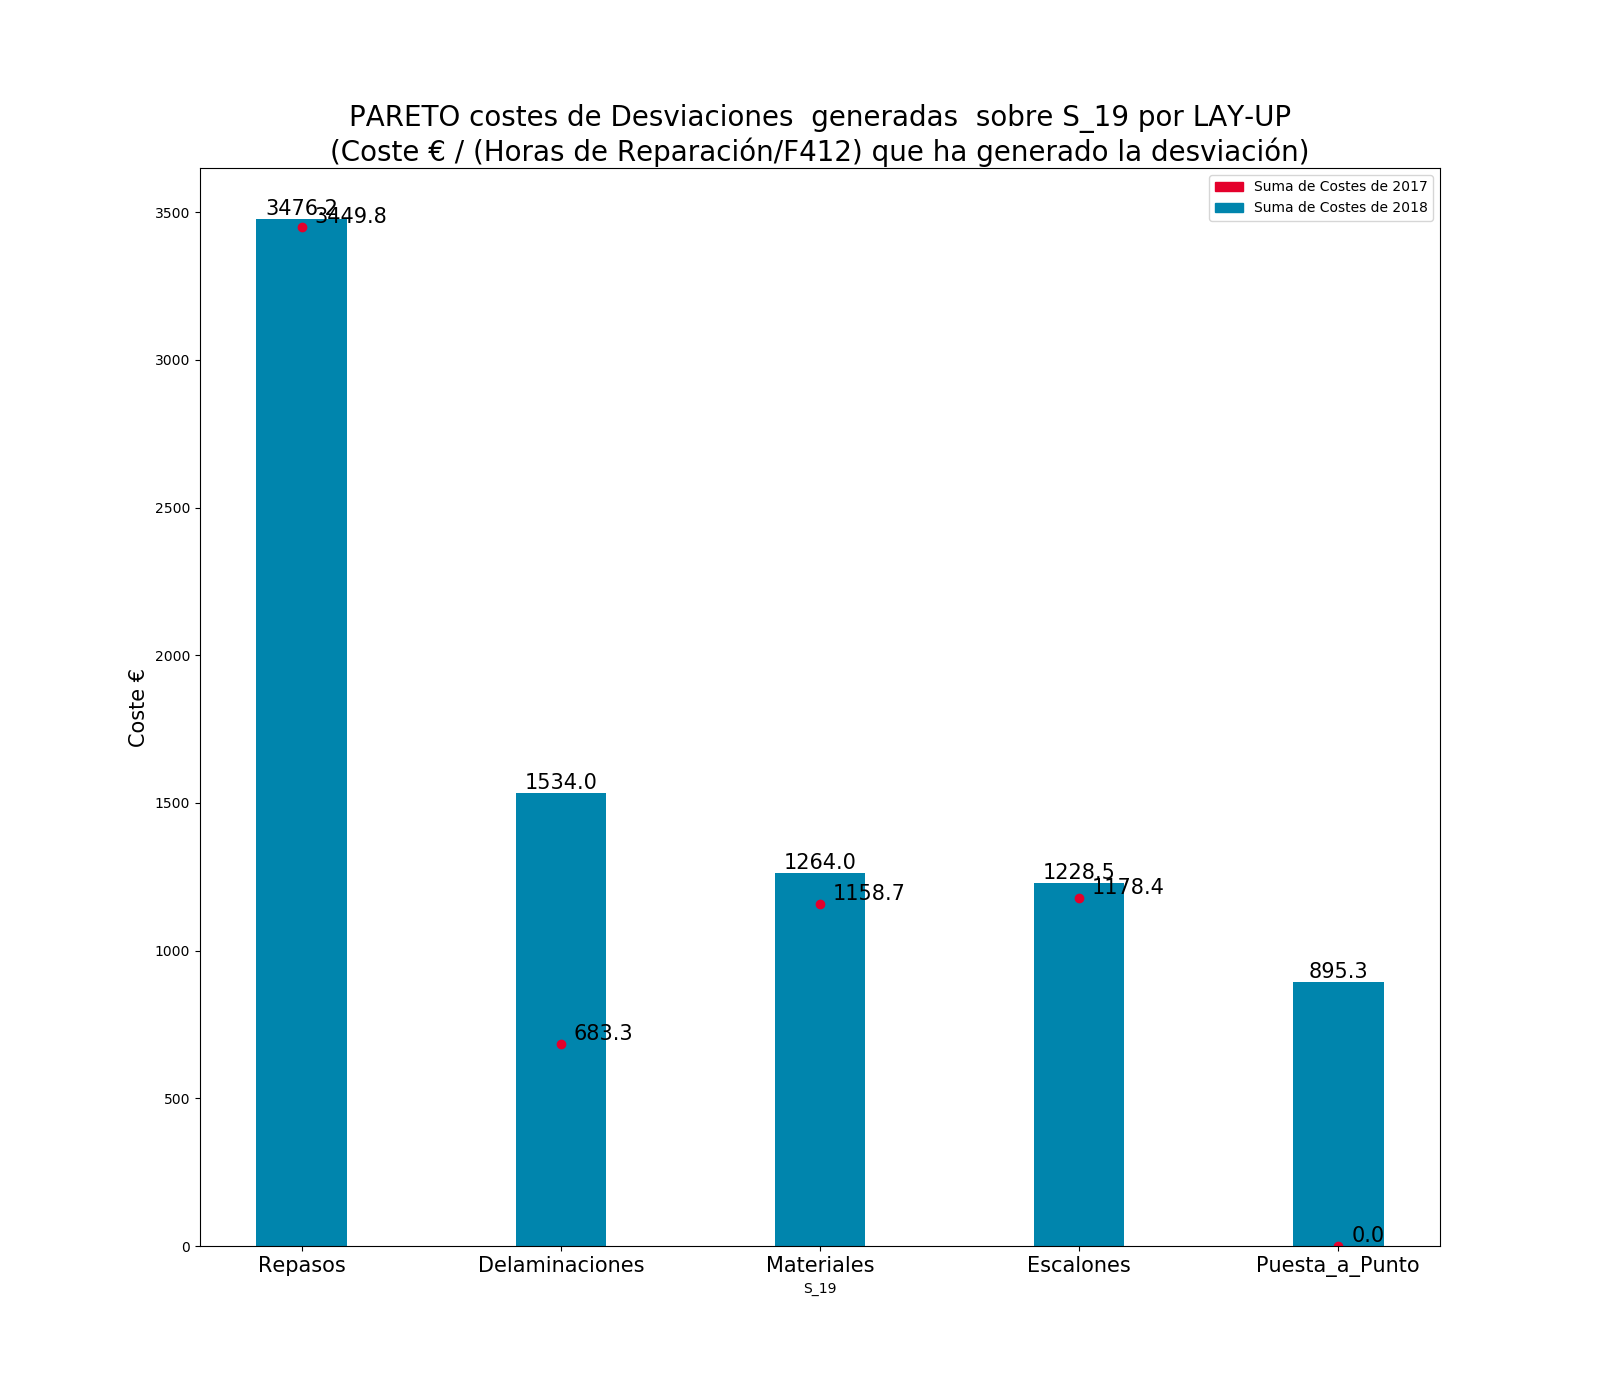 PARETO costes de Desviaciones  generadas  sobre S_19 por LAY-UP
(Coste € / (Horas de Reparación/F412) que ha generado la desviación)
Suma de Costes de 2017
Suma de Costes de 2018
Coste €
3500
3000
2500
2000
1500
1000
500
0
3476.2
3449.8
1534.0
683.3
1264.0
1158.7
1228.5
1178.4
895.3
0.0
Repasos
Delaminaciones
Materiales
Escalones
Puesta_a_Punto
S_19